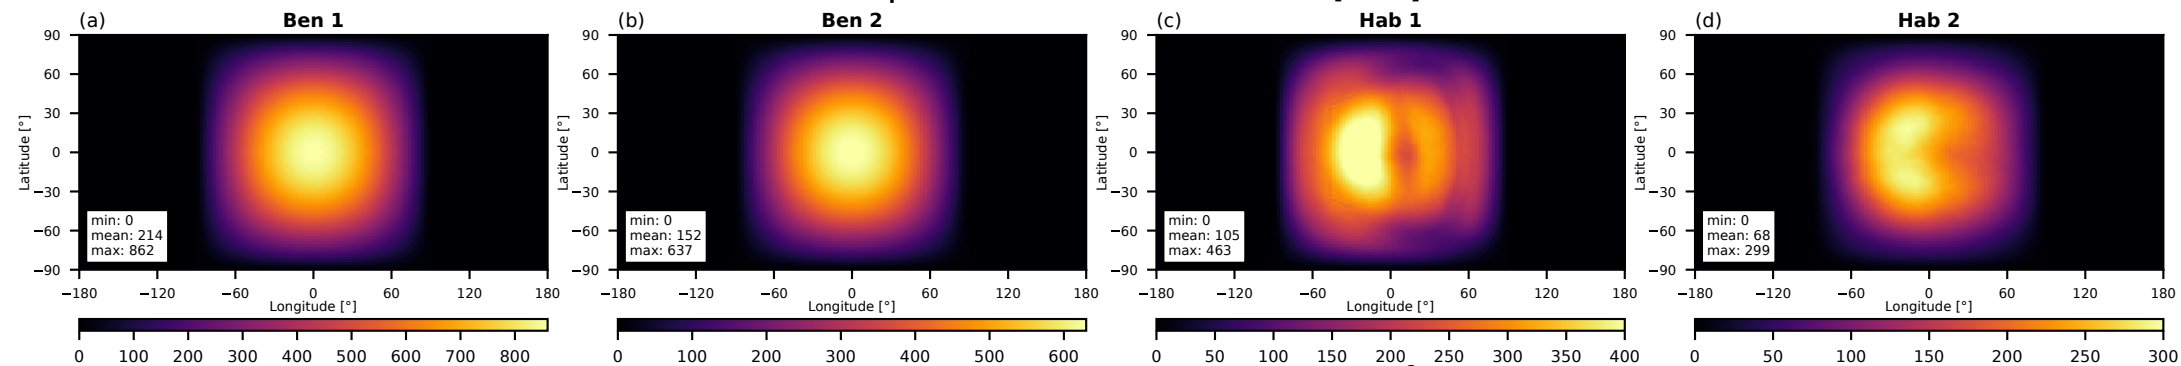 (a) Ben 1
90
60
30
0
−30
−60
−90
Latitude [°]
min: 0
mean: 214
max: 862
−180 −120 −60 0 60 120 180
Longitude [°]
0 100 200 300 400 500 600 700 800
(b) Ben 2
90
60
30
0
−30
−60
−90
Latitude [°]
min: 0
mean: 152
max: 637
−180 −120 −60 0 60 120 180
Longitude [°]
0 100 200 300 400 500 600
(c) Hab 1
90
60
30
0
−30
−60
−90
Latitude [°]
min: 0
mean: 105
max: 463
−180 −120 −60 0 60 120 180
Longitude [°]
0 50 100 150 200 250 300 350 400
(d) Hab 2
90
60
30
0
−30
−60
−90
Latitude [°]
min: 0
mean: 68
max: 299
−180 −120 −60 0 60 120 180
Longitude [°]
0 50 100 150 200 250 300